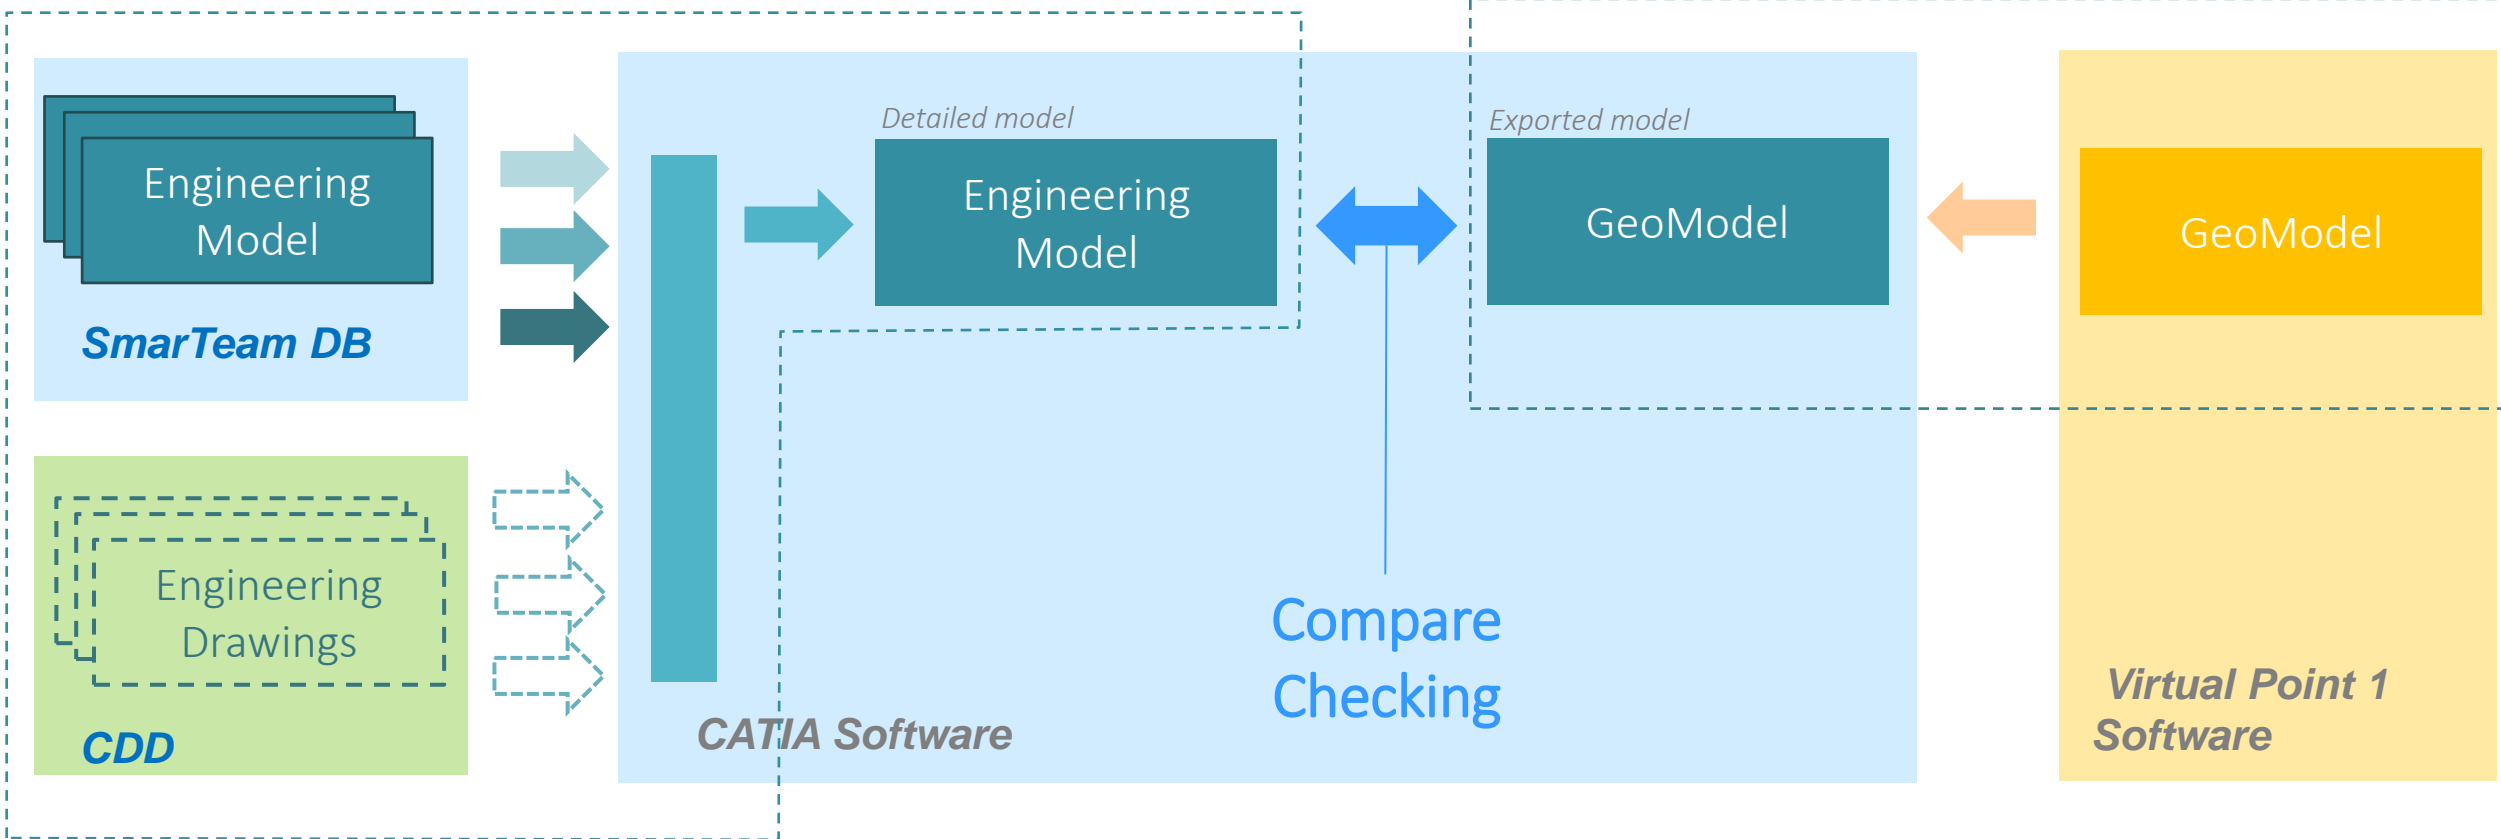 Engineering
Model
SmarTeam DB
Engineering
Drawings
CDD
Detailed model
Engineering
Model
Exported model
GeoModel
Compare
Checking
CATIA Software
GeoModel
Virtual Point 1
Software